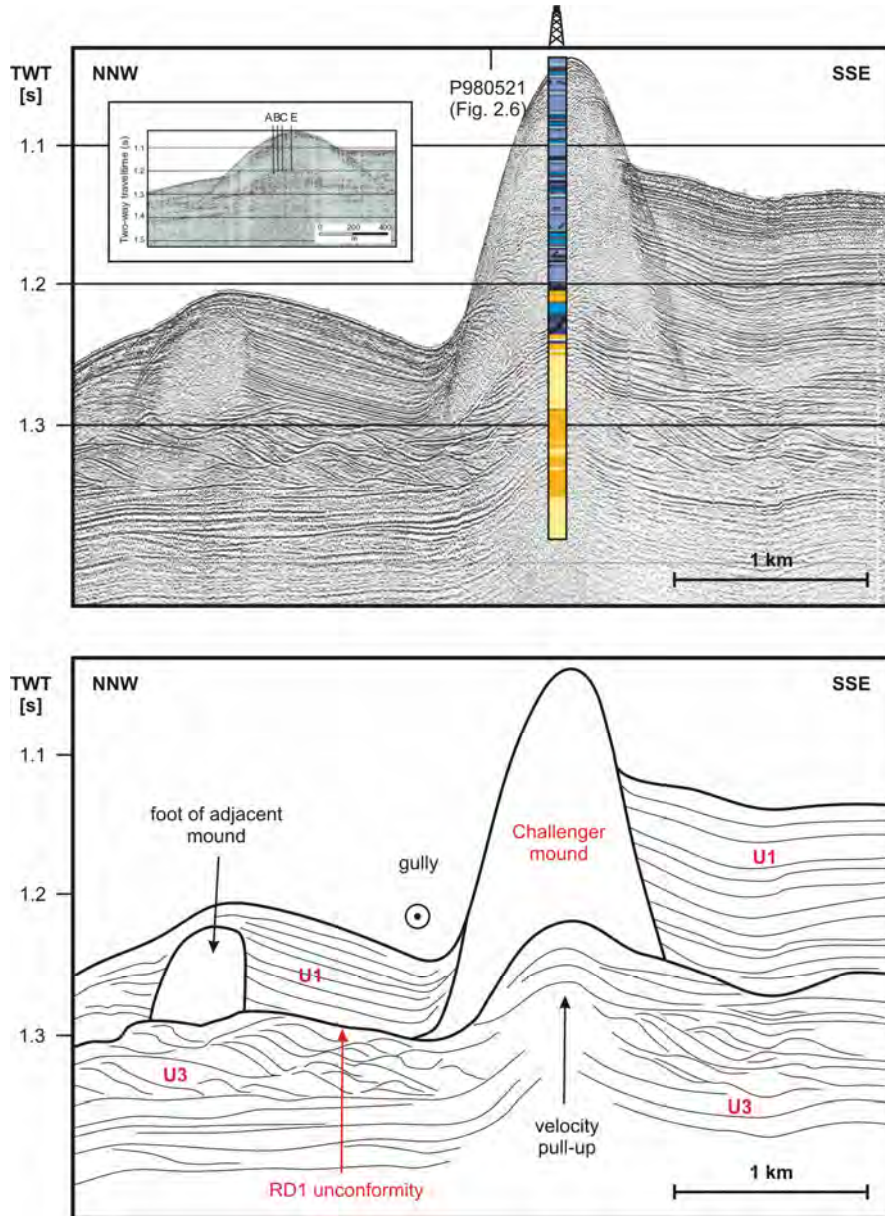 TWT
[s]
NNW
SSE
P980521
(Fig. 2.6)
ABC E
Two-way traveltime (s)
1.1
1.2
1.3
1.4
1.5
0 200 400
m
1.1
1.2
1.3
1 km
TWT
[s]
NNW
SSE
1.1
1.2
1.3
foot of adjacent
mound
gully
Challenger
mound
U1
U1
U3
U3
velocity
pull-up
RD1 unconformity
1 km